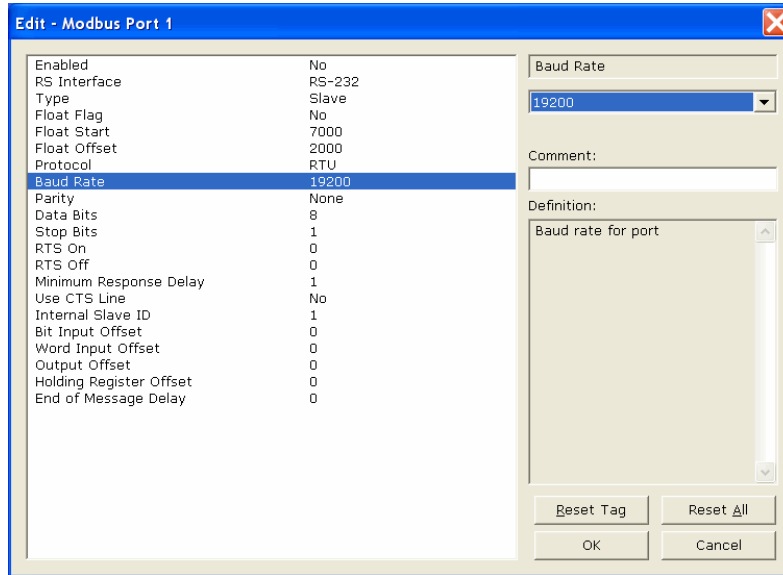 Edit - Modbus Port 1
Enabled No
RS Interface RS-232
Type Slave
Float Flag No
Float Start 7000
Float Offset 2000
Protocol RTU
Baud Rate 19200
Parity None
Data Bits 8
Stop Bits 1
RTS On 0
RTS Off 0
Minimum Response Delay 1
Use CTS Line No
Internal Slave ID 1
Bit Input Offset 0
Word Input Offset 0
Output Offset 0
Holding Register Offset 0
End of Message Delay 0
Baud Rate
19200
Comment:
Definition:
Baud rate for port
Reset Tag
Reset All
OK
Cancel